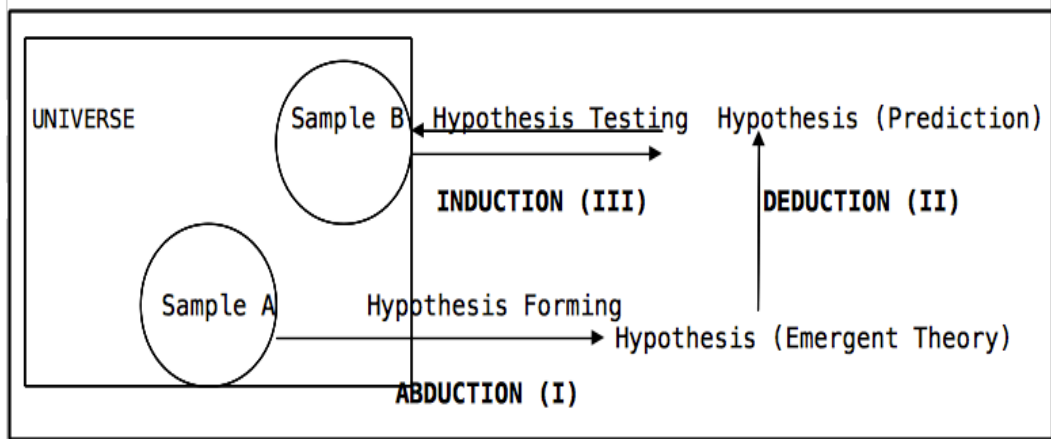 UNIVERSE Sample B Hypothesis Testing Hypothesis (Prediction)
INDUCTION (III) DEDUCTION (II)
Sample A Hypothesis Forming
Hypothesis (Emergent Theory)
ABDUCTION (I)